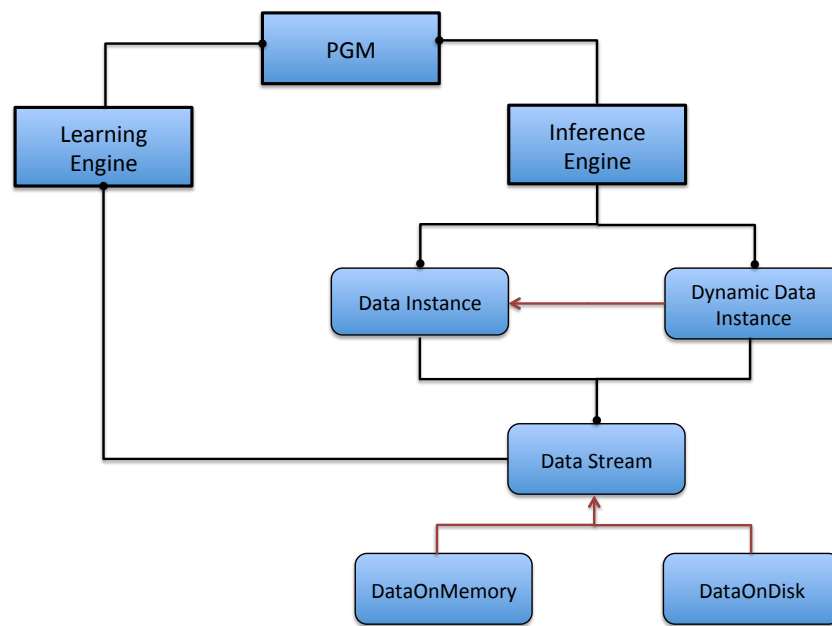 PGM
Learning
Engine
Inference
Engine
Data Instance
Dynamic Data
Instance
Data Stream
DataOnMemory
DataOnDisk